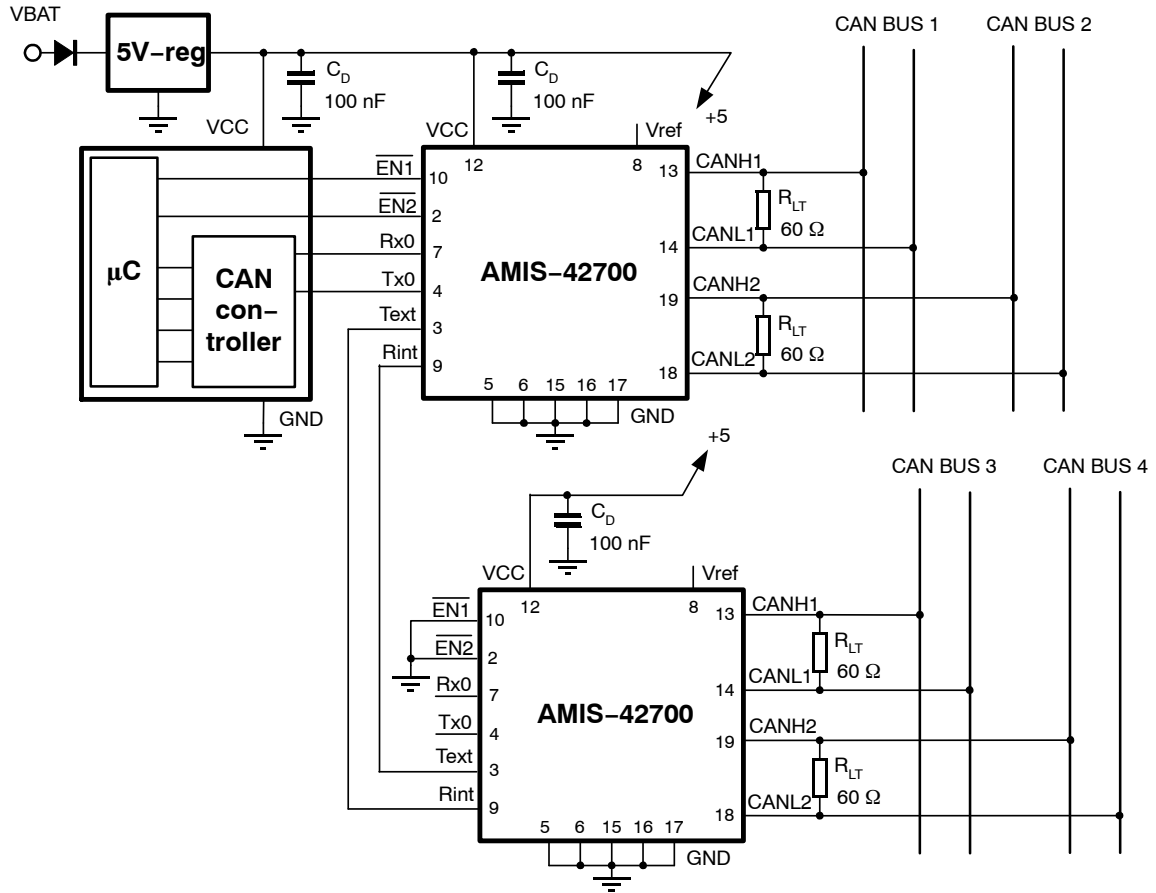 VBAT
5V−reg
CAN BUS 1
CAN BUS 2
C_D
100 nF
C_D
100 nF
+5
VCC
VCC
Vref
12
8
EN1
10
EN2
2
Rx0
7
Tx0
4
Text
3
Rint
9
CANH1
13
R_LT
60 Ω
CANL1
14
CANH2
19
R_LT
60 Ω
CANL2
18
µC
CAN
con−
troller
AMIS−42700
5
6
15
16
17
GND
GND
+5
CAN BUS 3
CAN BUS 4
C_D
100 nF
VCC
Vref
12
8
EN1
10
EN2
2
Rx0
7
Tx0
4
Text
3
Rint
9
CANH1
13
R_LT
60 Ω
CANL1
14
CANH2
19
R_LT
60 Ω
CANL2
18
AMIS−42700
5
6
15
16
17
GND